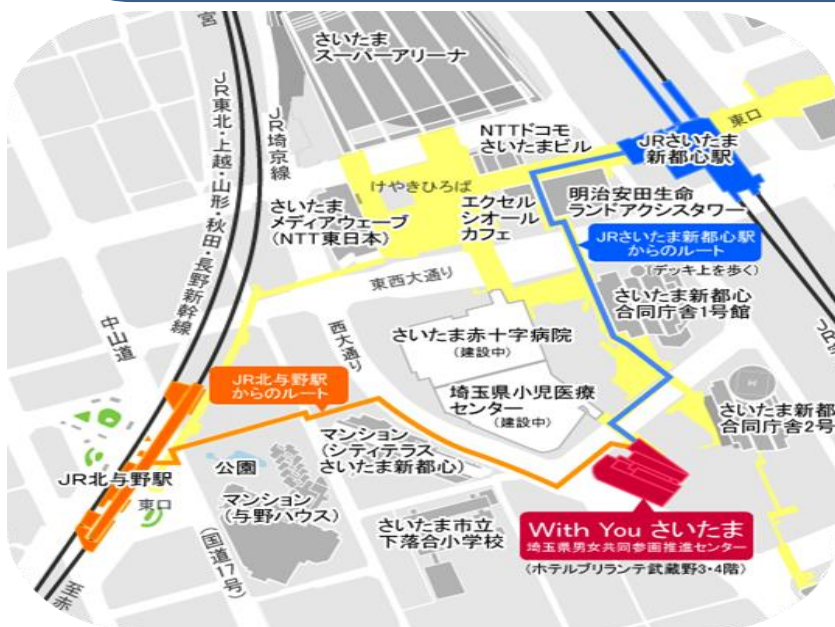 宮
さいたま
スーパーアリーナ
JR東北・上越・山形・秋田・長野新幹線
JR埼京線
NTTドコモ
さいたまビル
東口
JRさいたま
新都心駅
けやきひろば
さいたま
メディアウェーブ
(NTT東日本)
エクセル
シオール
カフェ
明治安田生命
ランドアクシスタワー
JRさいたま新都心駅
からのルート
(デッキ上を歩く)
東西大通り
さいたま新都心
合同庁舎1号館
中山道
西大通り
さいたま赤十字病院
(建設中)
JR北与野駅
からのルート
埼玉県小児医療
センター
(建設中)
H
さいたま新都
合同庁舎2号
マンション
(シティテラス
さいたま新都心)
JR北与野駅
東口
公園
マンション
(与野ハウス)
(国道17号)
さいたま市立
下落合小学校
With You さいたま
埼玉県男女共同参画推進センター
(ホテルブリランテ武蔵野3・4階)
至赤